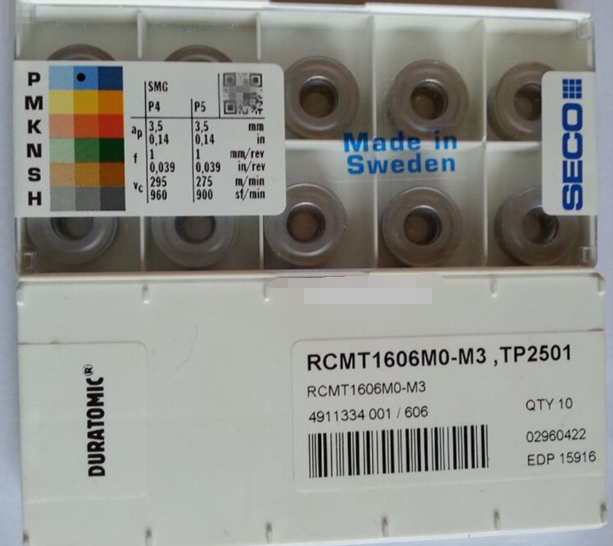 P
M
K
N
S
H
SMG
P4 P5
ap 3,5 3,5 mm
0,14 0,14 in
f 1 1 mm/rev
0,039 0,039 in/rev
vc 295 275 m/min
960 900 sf/min
Made in
Sweden
SECO
DURATOMIC®
RCMT1606M0-M3 ,TP2501
RCMT1606M0-M3
4911334 001 / 606
QTY 10
02960422
EDP 15916